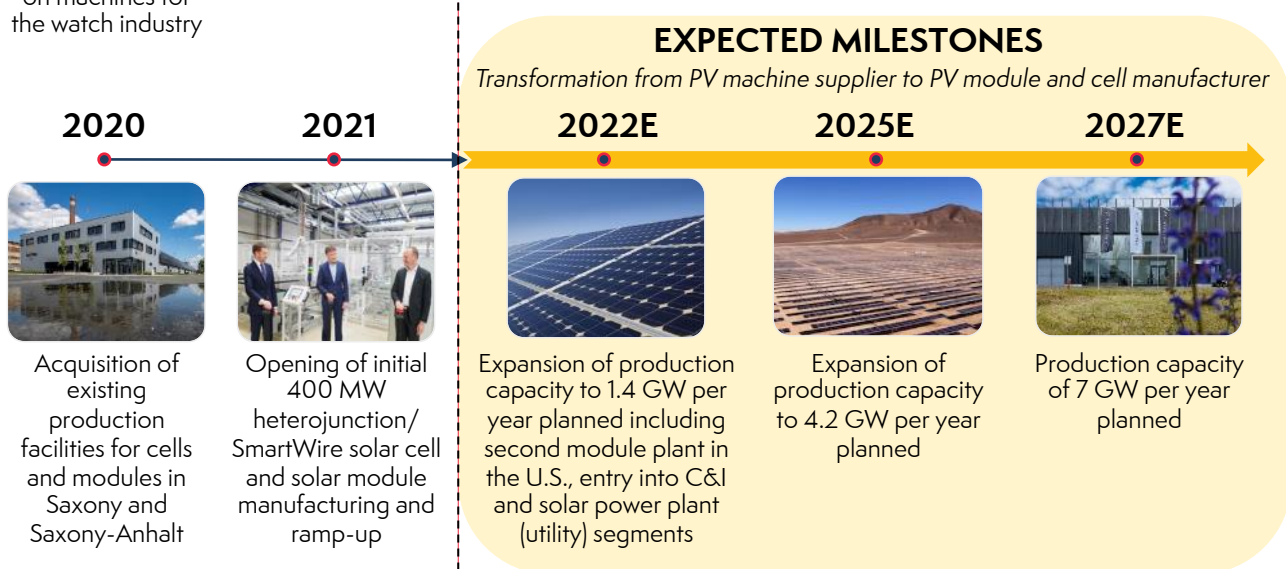 the watch industry
EXPECTED MILESTONES
Transformation from PV machine supplier to PV module and cell manufacturer
2020
2021
2022E
2025E
2027E
Acquisition of
existing
production
facilities for cells
and modules in
Saxony and
Saxony-Anhalt
Opening of initial
400 MW
heterojunction/
SmartWire solar cell
and solar module
manufacturing and
ramp-up
Expansion of production
capacity to 1.4 GW per
year planned including
second module plant in
the U.S., entry into C&I
and solar power plant
(utility) segments
Expansion of
production capacity
to 4.2 GW per year
planned
Production capacity
of 7 GW per year
planned